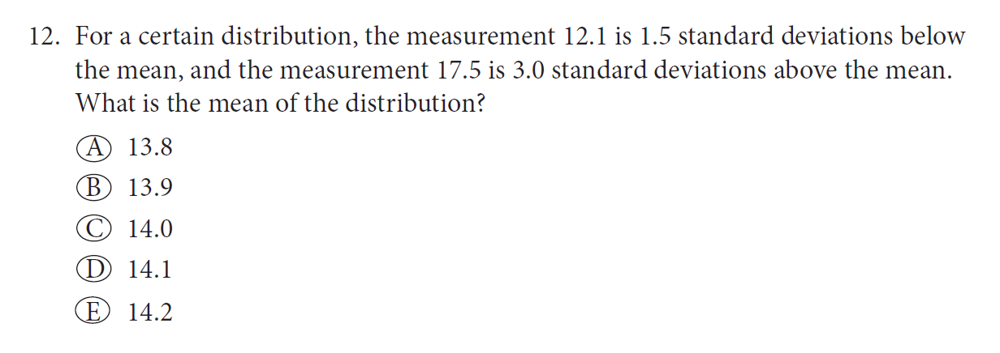 12. For a certain distribution, the measurement 12.1 is 1.5 standard deviations below
the mean, and the measurement 17.5 is 3.0 standard deviations above the mean.
What is the mean of the distribution?
A 13.8
B 13.9
C 14.0
D 14.1
E 14.2